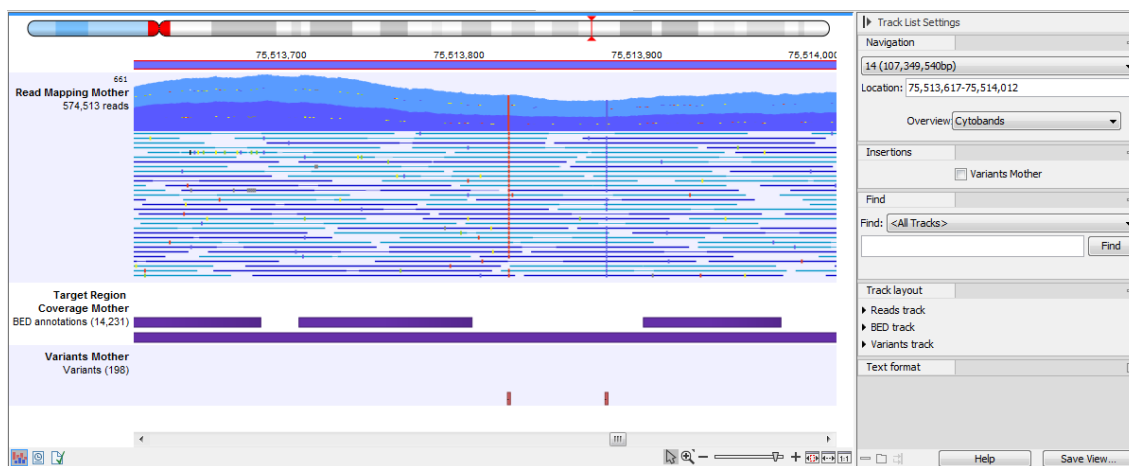 Track List Settings
Navigation
14 (107,349,540bp)
Location: 75,513,617-75,514,012
Overview: Cytobands
Insertions
Variants Mother
Find
Find: <All Tracks>
Find
Track layout
Reads track
BED track
Variants track
Text format
Help Save View...
75,513,700 75,513,800 75,513,900 75,514,000
661
Read Mapping Mother
574,513 reads
Target Region
Coverage Mother
BED annotations (14,231)
Variants Mother
Variants (198)
1:1